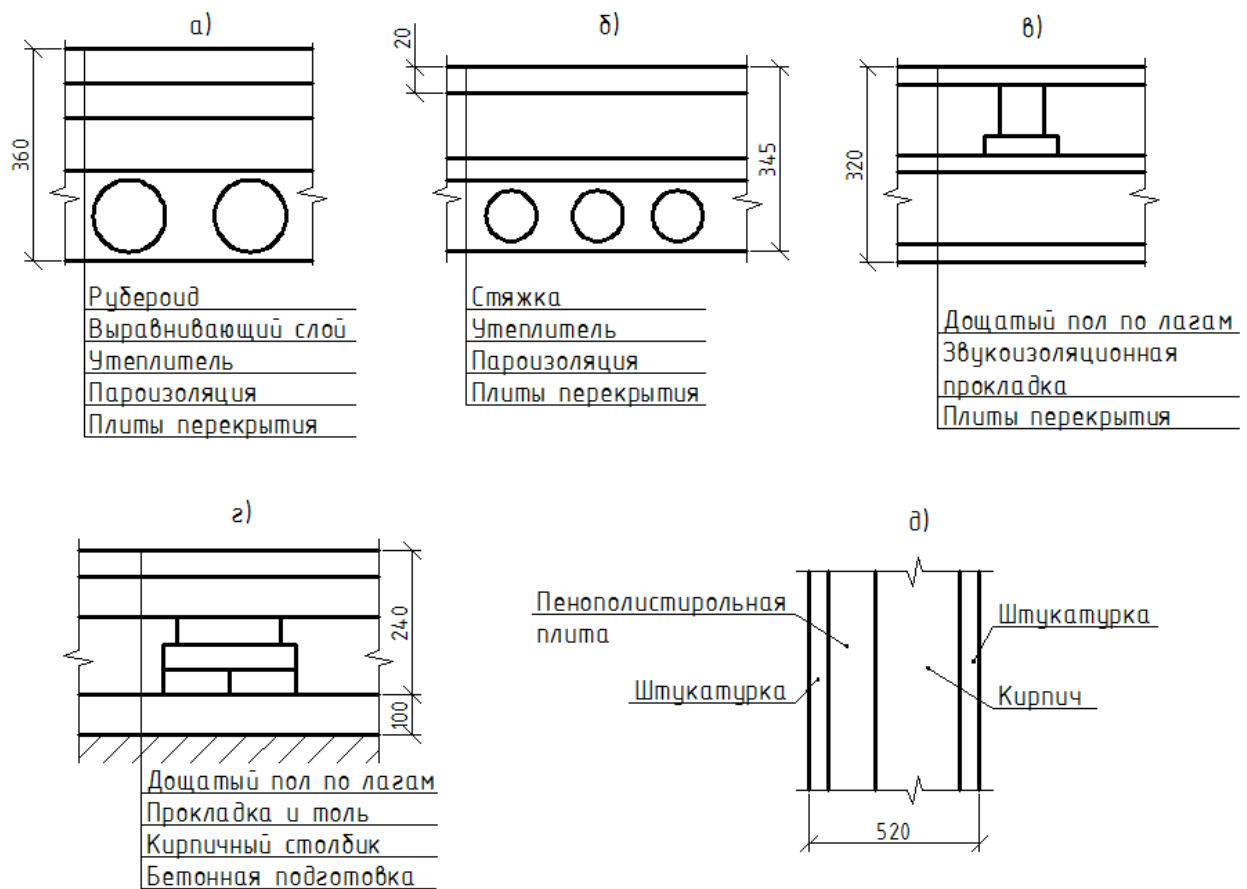 а)
360
Рубероид
Выравнивающий слой
Утеплитель
Пароизоляция
Плиты перекрытия
б)
20
345
Стяжка
Утеплитель
Пароизоляция
Плиты перекрытия
в)
320
Дощатый пол по лагам
Звукоизоляционная
прокладка
Плиты перекрытия
г)
240
100
Дощатый пол по лагам
Прокладка и толь
Кирпичный столбик
Бетонная подготовка
д)
Пенополистирольная
плита
Штукатурка
Штукатурка
Кирпич
520